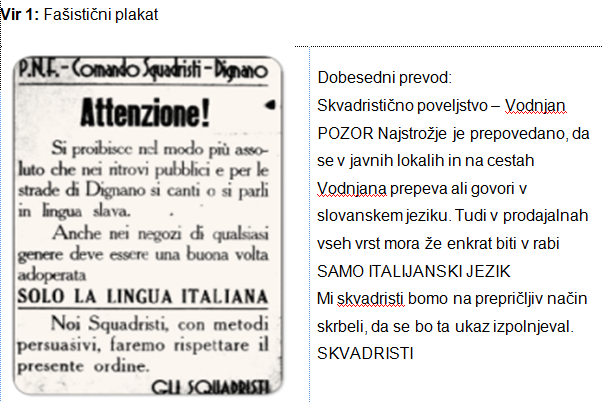 Vir 1: Fašistični plakat
P.N.F. - Comando Squadristi - Dignano
Attenzione!
Si proibisce nel modo più asso-
luto che nei ritrovi pubblici e per le
strade di Dignano si canti o si parli
in lingua slava.
Anche nei negozi di qualsiasi
genere deve essere una buona volta
adoperata
SOLO LA LINGUA ITALIANA
Noi Squadristi, con metodi
persuasivi, faremo rispettare il
presente ordine.
GLI SQUADRISTI
Dobesedni prevod:
Skvadristično poveljstvo – Vodnjan
POZOR Najstrožje je prepovedano, da
se v javnih lokalih in na cestah
Vodnjana prepeva ali govori v
slovanskem jeziku. Tudi v prodajalnah
vseh vrst mora že enkrat biti v rabi
SAMO ITALIJANSKI JEZIK
Mi skvadristi bomo na prepričljiv način
skrbeli, da se bo ta ukaz izpolnjeval.
SKVADRISTI